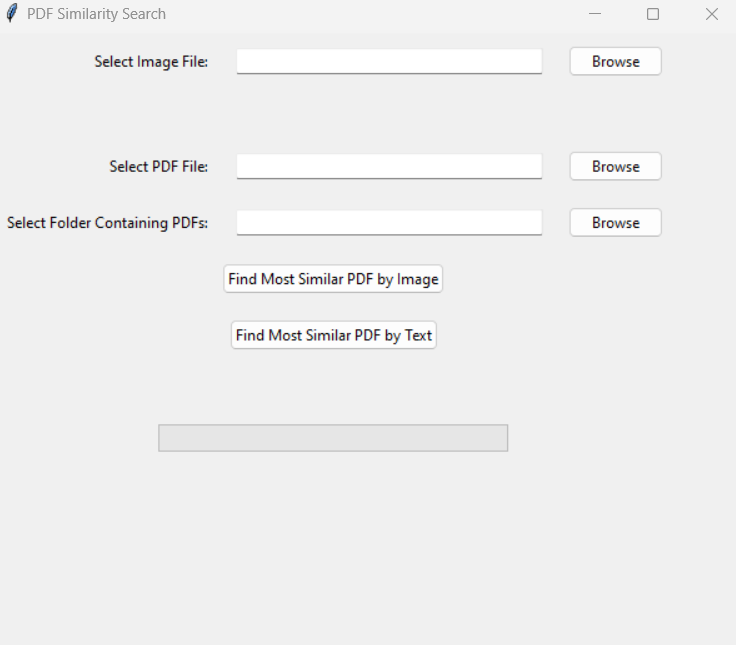 PDF Similarity Search
Select Image File:
Browse
Select PDF File:
Browse
Select Folder Containing PDFs:
Browse
Find Most Similar PDF by Image
Find Most Similar PDF by Text